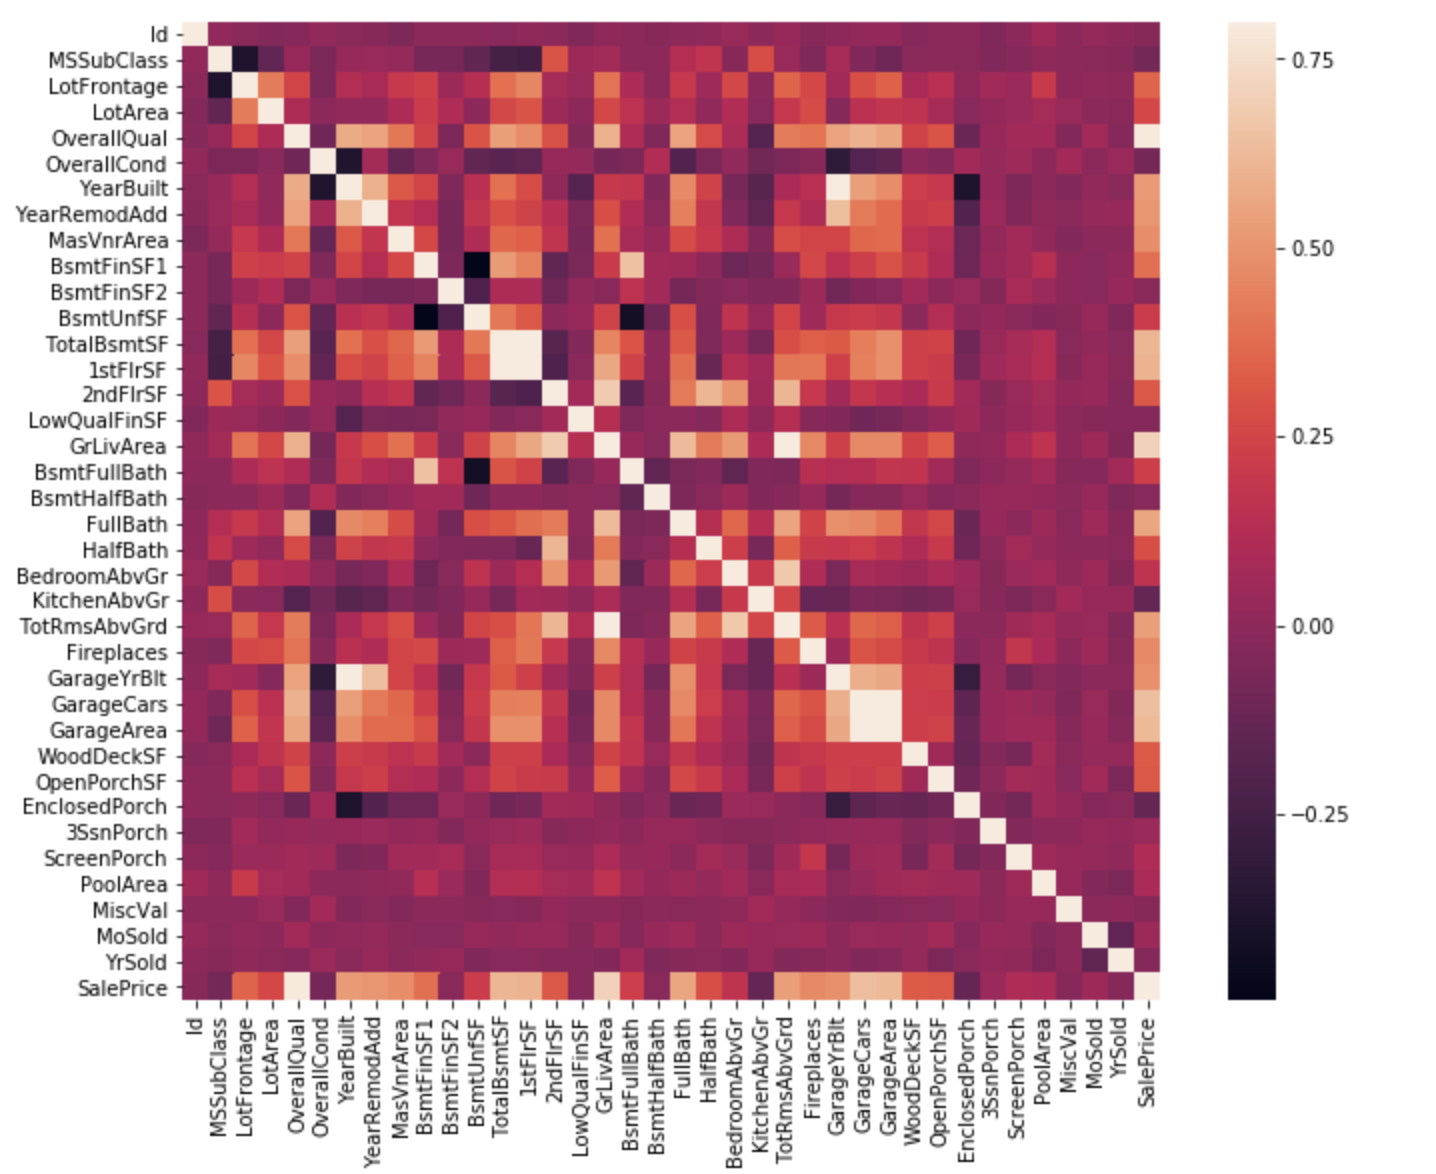 Id
MSSubClass
LotFrontage
LotArea
OverallQual
OverallCond
YearBuilt
YearRemodAdd
MasVnrArea
BsmtFinSF1
BsmtFinSF2
BsmtUnfSF
TotalBsmtSF
1stFlrSF
2ndFlrSF
LowQualFinSF
GrLivArea
BsmtFullBath
BsmtHalfBath
FullBath
HalfBath
BedroomAbvGr
KitchenAbvGr
TotRmsAbvGrd
Fireplaces
GarageYrBlt
GarageCars
GarageArea
WoodDeckSF
OpenPorchSF
EnclosedPorch
3SsnPorch
ScreenPorch
PoolArea
MiscVal
MoSold
YrSold
SalePrice
Id
MSSubClass
LotFrontage
LotArea
OverallQual
OverallCond
YearBuilt
YearRemodAdd
MasVnrArea
BsmtFinSF1
BsmtFinSF2
BsmtUnfSF
TotalBsmtSF
1stFlrSF
2ndFlrSF
LowQualFinSF
GrLivArea
BsmtFullBath
BsmtHalfBath
FullBath
HalfBath
BedroomAbvGr
KitchenAbvGr
TotRmsAbvGrd
Fireplaces
GarageYrBlt
GarageCars
GarageArea
WoodDeckSF
OpenPorchSF
EnclosedPorch
3SsnPorch
ScreenPorch
PoolArea
MiscVal
MoSold
YrSold
SalePrice
0.75
0.50
0.25
0.00
−0.25